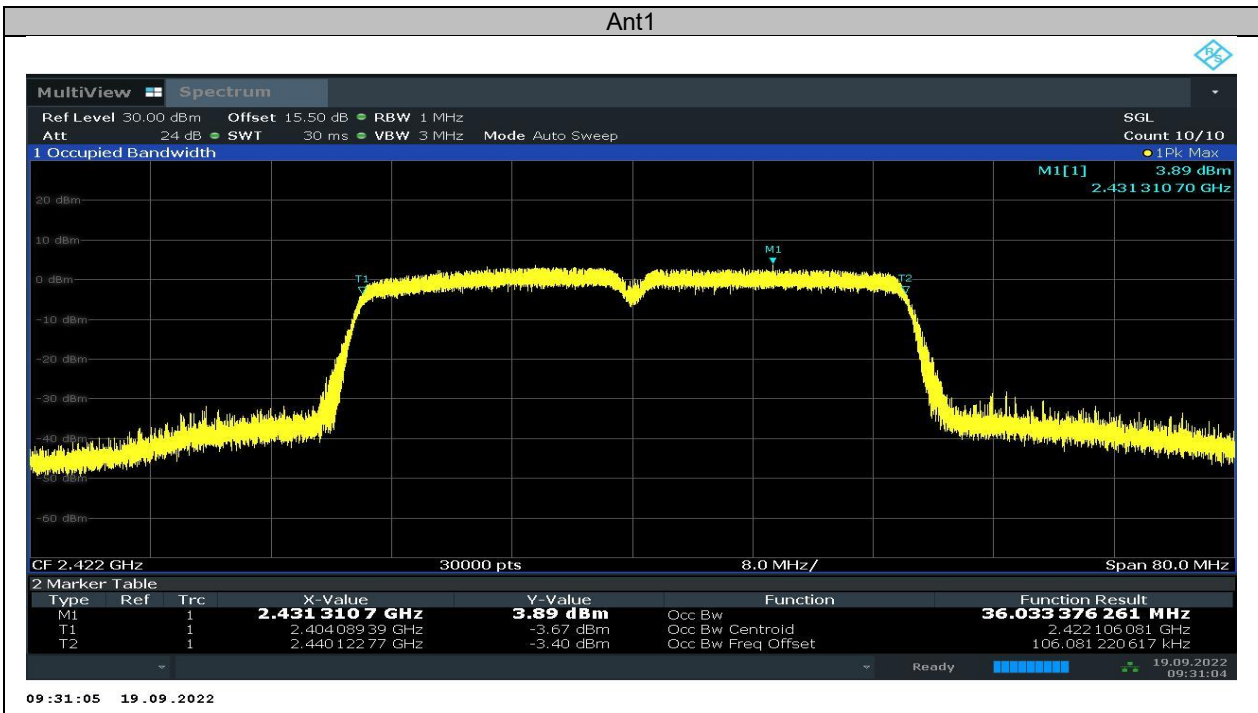 Ant1
R&S
MultiView Spectrum
Ref Level 30.00 dBm Offset 15.50 dB RBW 1 MHz SGL
Att 24 dB SWT 30 ms VBW 3 MHz Mode Auto Sweep Count 10/10
1 Occupied Bandwidth 1Pk Max
M1[1] 3.89 dBm
2.431 310 70 GHz
20 dBm
10 dBm
M1
0 dBm T1 T2
-10 dBm
-20 dBm
-30 dBm
-40 dBm
-50 dBm
-60 dBm
CF 2.422 GHz 30000 pts 8.0 MHz/ Span 80.0 MHz
2 Marker Table
Type Ref Trc X-Value Y-Value Function Function Result
M1 1 2.431 310 7 GHz 3.89 dBm Occ Bw 36.033 376 261 MHz
T1 1 2.404 089 39 GHz -3.67 dBm Occ Bw Centroid 2.422 106 081 GHz
T2 1 2.440 122 77 GHz -3.40 dBm Occ Bw Freq Offset 106.081 220 617 kHz
Ready 19.09.2022
09:31:04
09:31:05 19.09.2022